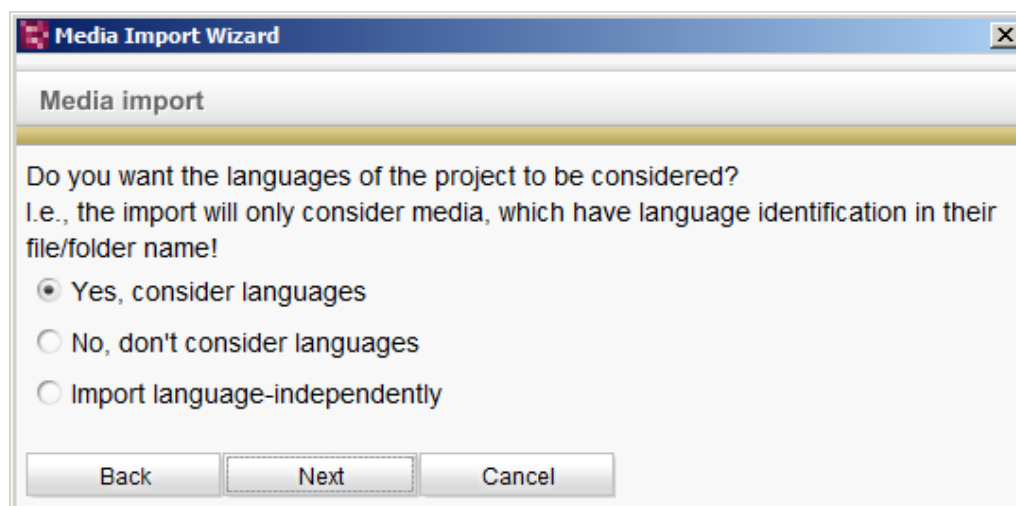 Media Import Wizard
Media import
Do you want the languages of the project to be considered?
I.e., the import will only consider media, which have language identification in their
file/folder name!
Yes, consider languages
No, don't consider languages
Import language-independently
Back Next Cancel